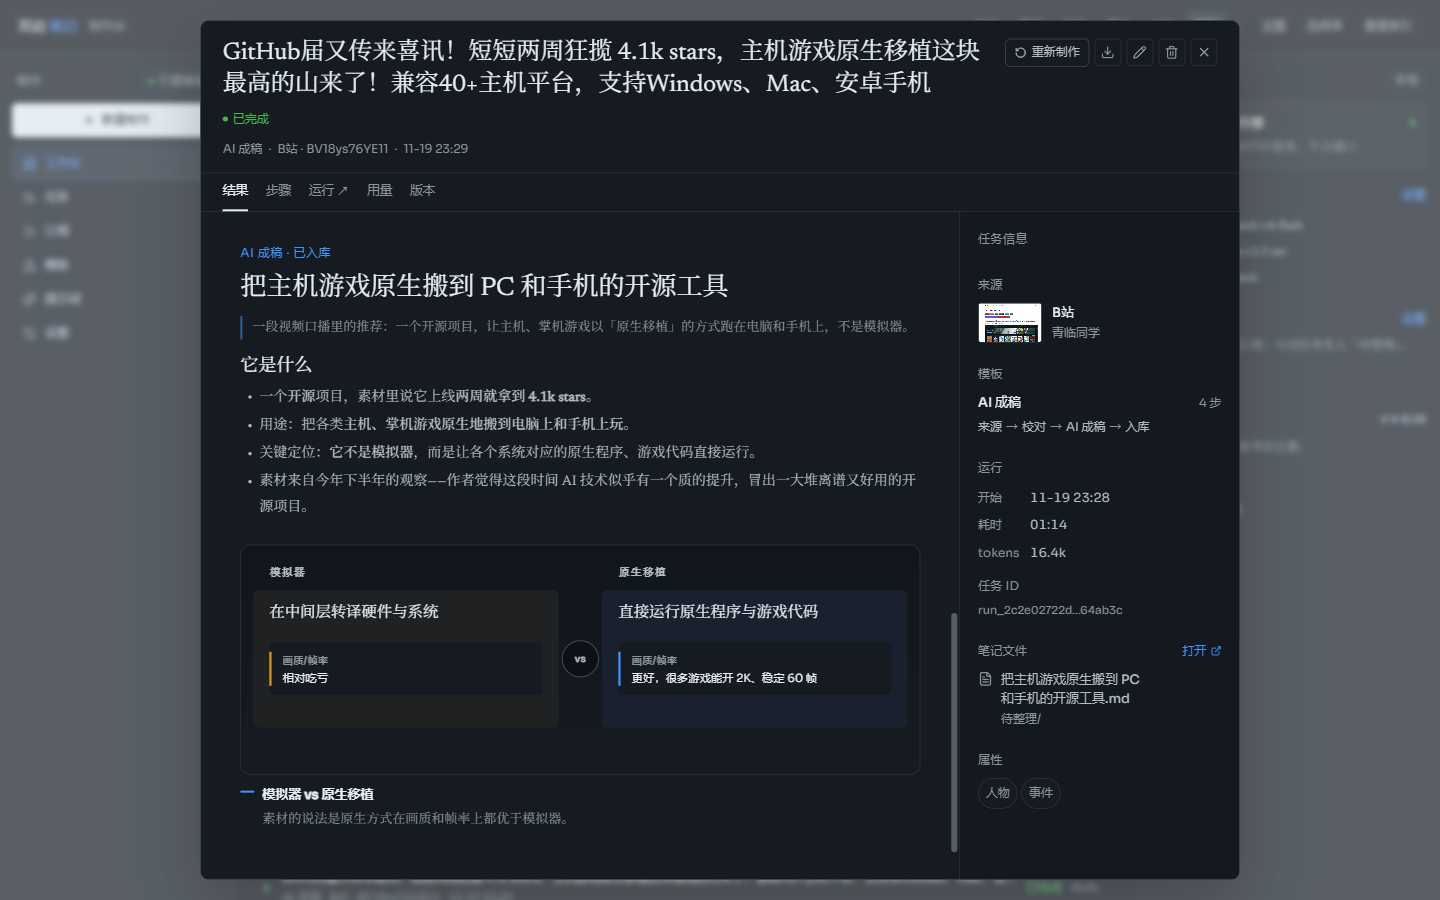 GitHub届又传来喜讯！短短两周狂揽 4.1k stars，主机游戏原生移植这块
最高的山来了！兼容40+主机平台，支持Windows、Mac、安卓手机
重新制作
已完成
AI 成稿 · B站 · BV18ys76YE11 · 11-19 23:29
结果 步骤 运行 ↗ 用量 版本
AI 成稿 · 已入库
把主机游戏原生搬到 PC 和手机的开源工具
一段视频口播里的推荐：一个开源项目，让主机、掌机游戏以「原生移植」的方式跑在电脑和手机上，不是模拟器。
它是什么
• 一个开源项目，素材里说它上线两周就拿到 4.1k stars。
• 用途：把各类主机、掌机游戏原生地搬到电脑上和手机上玩。
• 关键定位：它不是模拟器，而是让各个系统对应的原生程序、游戏代码直接运行。
• 素材来自今年下半年的观察——作者觉得这段时间 AI 技术似乎有一个质的提升，冒出一大堆离谱又好用的开
源项目。
模拟器
在中间层转译硬件与系统
画质/帧率
相对吃亏
vs
原生移植
直接运行原生程序与游戏代码
画质/帧率
更好，很多游戏能开 2K、稳定 60 帧
模拟器 vs 原生移植
素材的说法是原生方式在画质和帧率上都优于模拟器。
任务信息
来源
B站
青临同学
模板
AI 成稿 4 步
来源 → 校对 → AI 成稿 → 入库
运行
开始 11-19 23:28
耗时 01:14
tokens 16.4k
任务 ID
run_2c2e02722d...64ab3c
笔记文件 打开
把主机游戏原生搬到 PC
和手机的开源工具.md
待整理/
属性
人物 事件